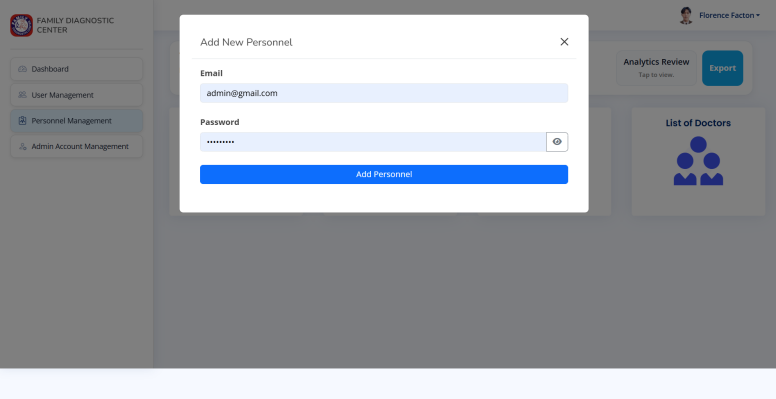 FAMILY DIAGNOSTIC
CENTER
Dashboard
User Management
Personnel Management
Admin Account Management
Add New Personnel
Email
admin@gmail.com
Password
•••••••••
Add Personnel
Florence Facton
Analytics Review
Tap to view.
Export
List of Doctors